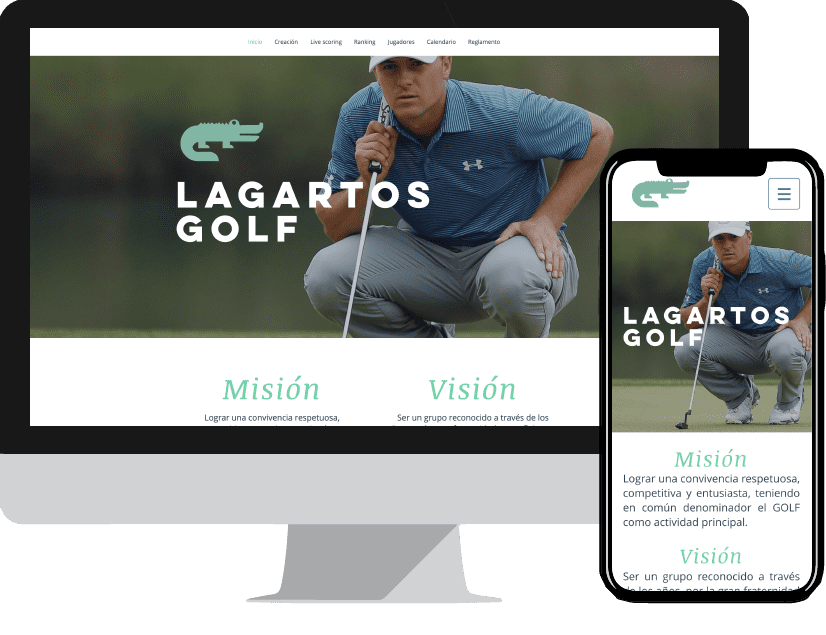 Inicio Creación Live scoring Ranking Jugadores Calendario Reglamento
LAGARTOS
GOLF
Misión
Lograr una convivencia respetuosa,
Visión
Ser un grupo reconocido a través de los
LAGARTOS
GOLF
Misión
Lograr una convivencia respetuosa,
competitiva y entusiasta, teniendo
en común denominador el GOLF
como actividad principal.
Visión
Ser un grupo reconocido a través
de los años, por la gran fraternidad